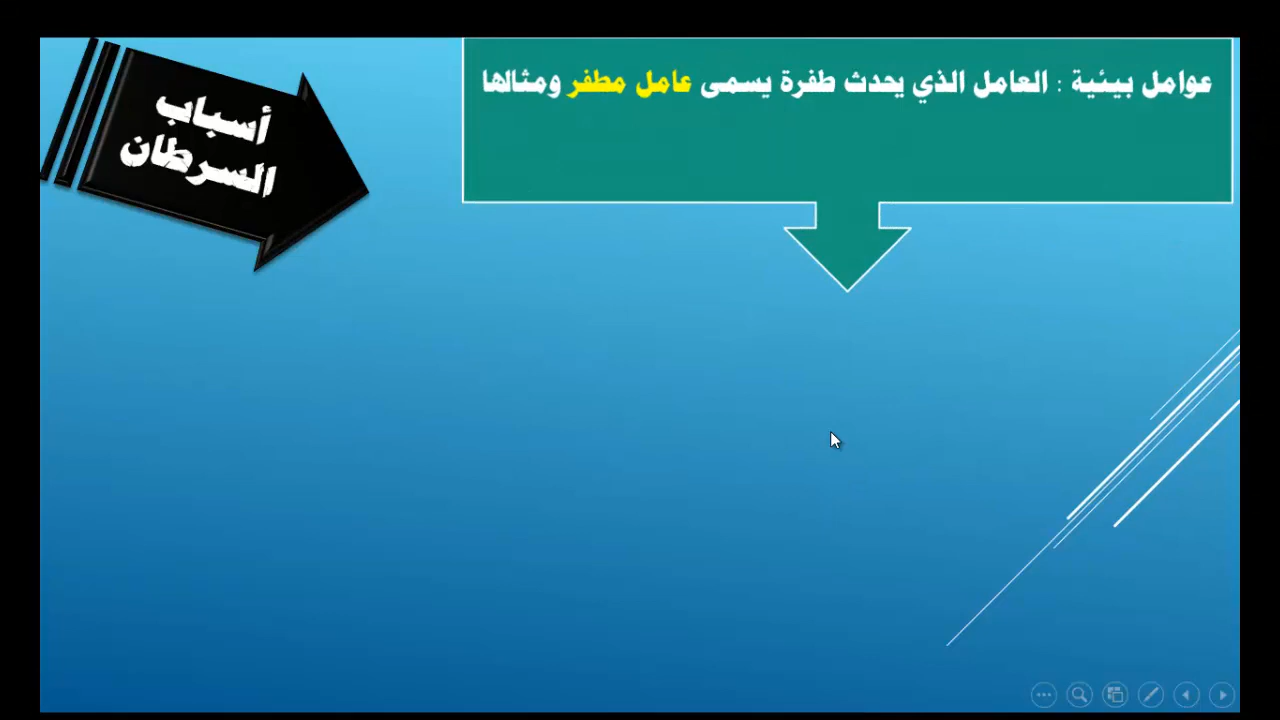 عوامل بيئية : العامل الذي يحدث طفرة يسمى عامل مطفر ومثالها
أسباب
السرطان